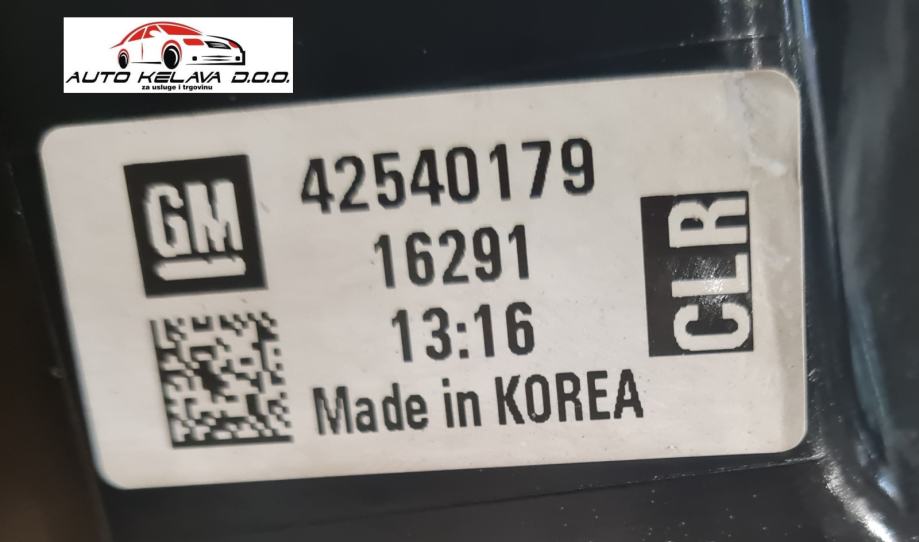 AUTO KELAVA D.O.O.
za usluge i trgovinu
GM
42540179
16291
13:16
Made in KOREA
CLR